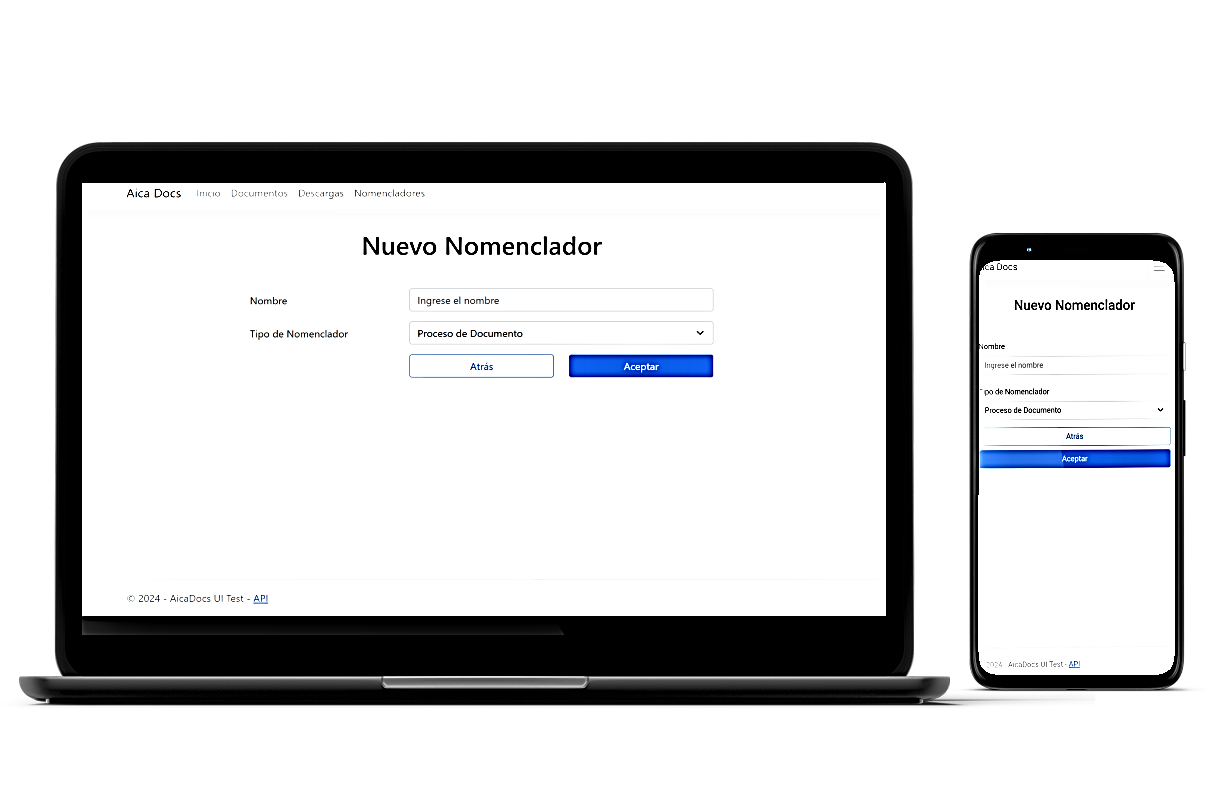 Aica Docs Inicio Documentos Descargas Nomencladores
Nuevo Nomenclador
Nombre Ingrese el nombre
Tipo de Nomenclador Proceso de Documento
Atrás Aceptar
© 2024 - AicaDocs UI Test - API
ica Docs
Nuevo Nomenclador
Nombre
Ingrese el nombre
ipo de Nomenclador
Proceso de Documento
Atrás
Aceptar
2024 - AicaDocs UI Test - API